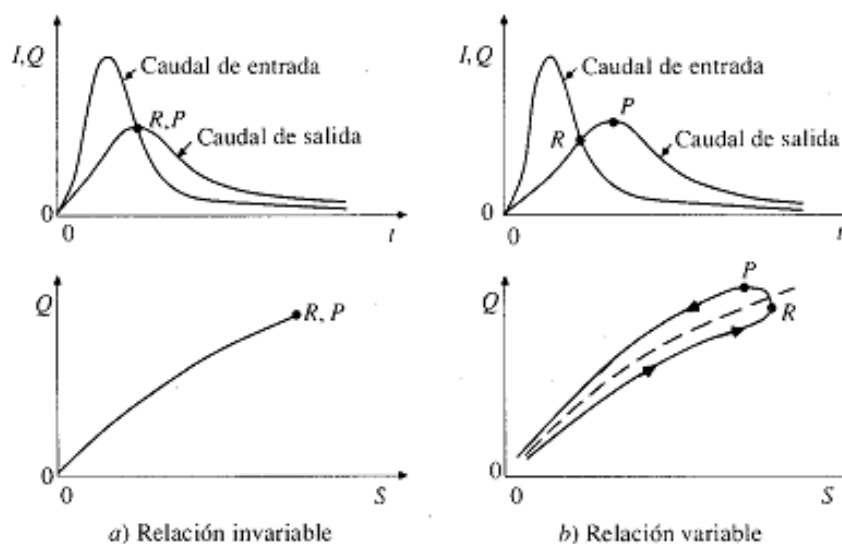 I,Q
Caudal de entrada
R,P
Caudal de salida
0
0
t
I,Q
Caudal de entrada
P
R
Caudal de salida
0
0
t
Q
R, P
0
0
S
a) Relación invariable
Q
P
R
0
0
S
b) Relación variable